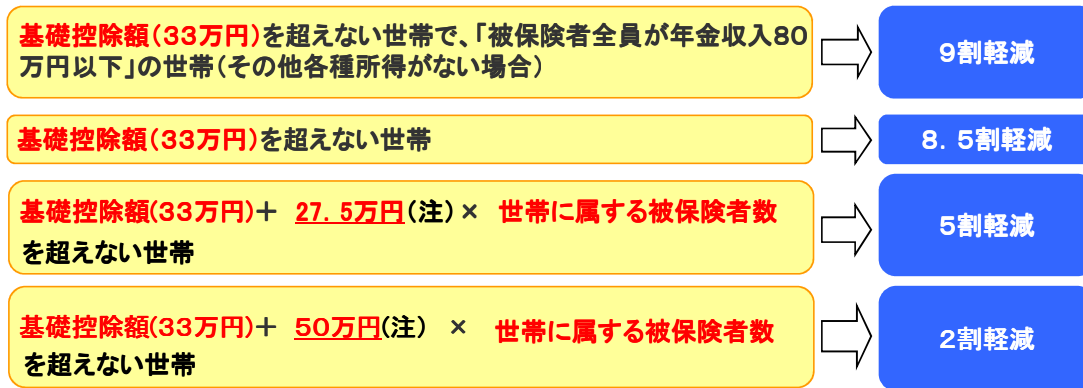 基礎控除額(33万円)を超えない世帯で、「被保険者全員が年金収入80
万円以下」の世帯(その他各種所得がない場合)
9割軽減
基礎控除額(33万円)を超えない世帯
8.5割軽減
基礎控除額(33万円)+ 27.5万円(注)× 世帯に属する被保険者数
を超えない世帯
5割軽減
基礎控除額(33万円)+ 50万円(注) × 世帯に属する被保険者数
を超えない世帯
2割軽減